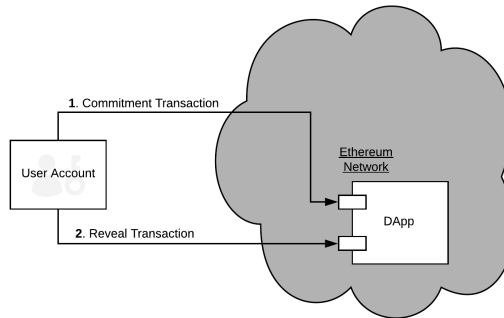 1. Commitment Transaction
Ethereum
Network
User Account
DApp
2. Reveal Transaction